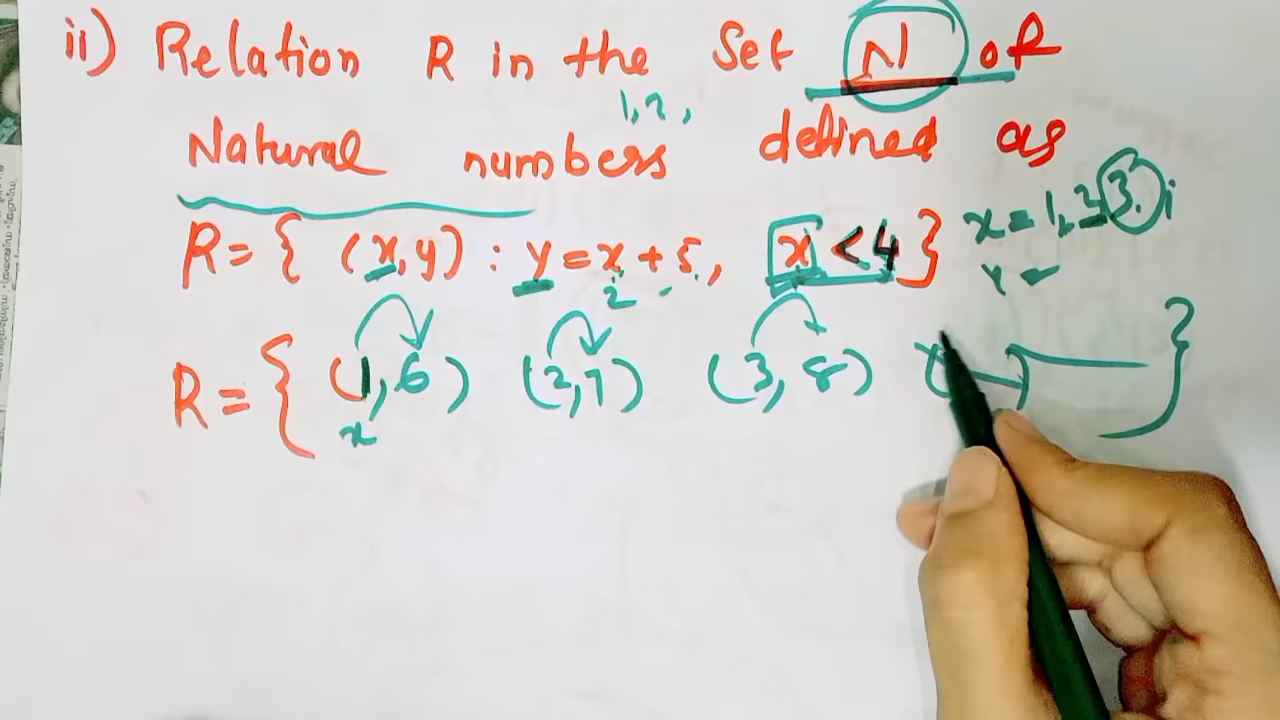 ii) Relation R in the Set N of
1, 2,
Natural numbers defined as
x = 1, 2, 3.
R = { (x, y) : y = x + 5, x < 4 }
y =
2
R = { (1, 6) (2, 7) (3, 8) }
x